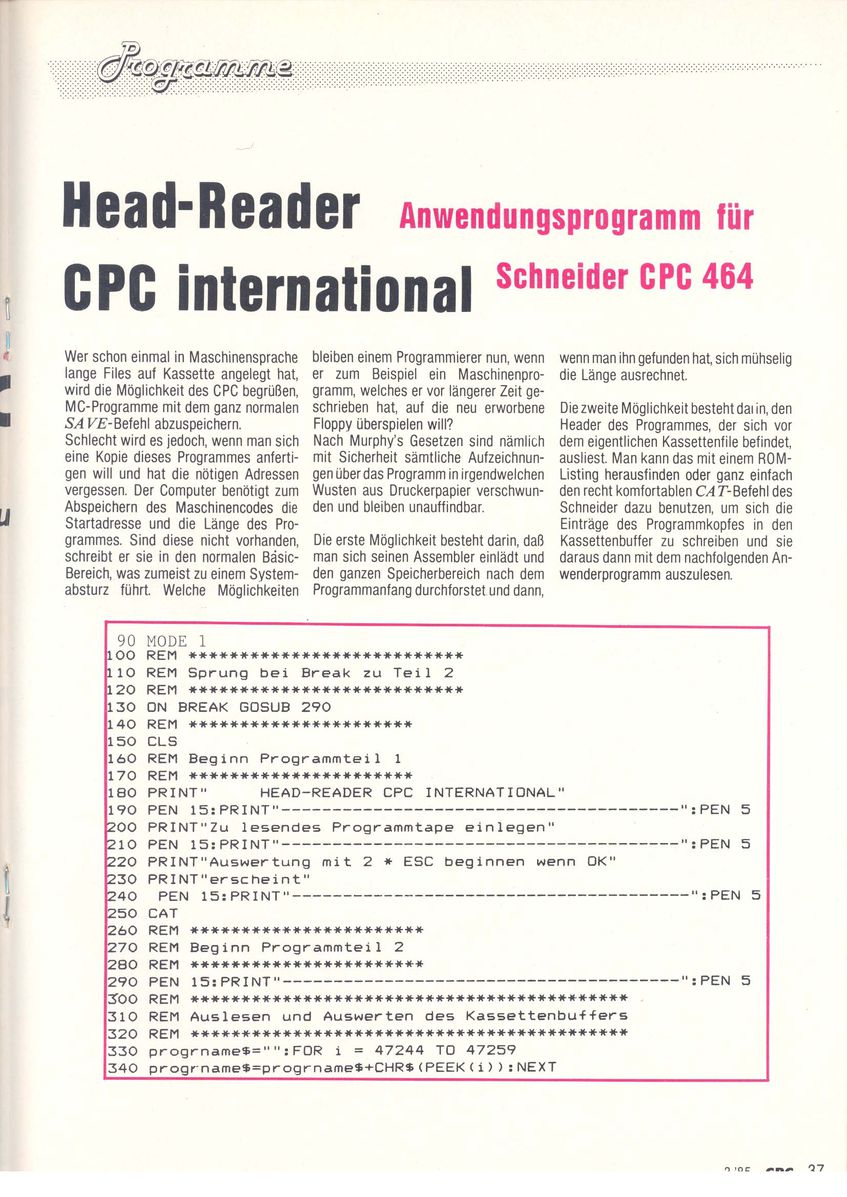 Programme
Head-Reader
CPC international
Anwendungsprogramm für
Schneider CPC 464
Wer schon einmal in Maschinensprache
lange Files auf Kassette angelegt hat,
wird die Möglichkeit des CPC begrüßen,
MC-Programme mit dem ganz normalen
SAVE-Befehl abzuspeichern.
Schlecht wird es jedoch, wenn man sich
eine Kopie dieses Programmes anferti-
gen will und hat die nötigen Adressen
vergessen. Der Computer benötigt zum
Abspeichern des Maschinencodes die
Startadresse und die Länge des Pro-
grammes. Sind diese nicht vorhanden,
schreibt er sie in den normalen Basic-
Bereich, was zumeist zu einem System-
absturz führt. Welche Möglichkeiten
bleiben einem Programmierer nun, wenn
er zum Beispiel ein Maschinenpro-
gramm, welches er vor längerer Zeit ge-
schrieben hat, auf die neu erworbene
Floppy überspielen will?
Nach Murphy's Gesetzen sind nämlich
mit Sicherheit sämtliche Aufzeichnun-
gen über das Programm in irgendwelchen
Wusten aus Druckerpapier verschwun-
den und bleiben unauffindbar.
Die erste Möglichkeit besteht darin, daß
man sich seinen Assembler einlädt und
den ganzen Speicherbereich nach dem
Programmanfang durchforstet und dann,
wenn man ihn gefunden hat, sich mühselig
die Länge ausrechnet.
Die zweite Möglichkeit besteht darin, den
Header des Programmes, der sich vor
dem eigentlichen Kassettenfile befindet,
ausliest. Man kann das mit einem ROM-
Listing herausfinden oder ganz einfach
den recht komfortablen CAT-Befehl des
Schneider dazu benutzen, um sich die
Einträge des Programmkopfes in den
Kassettenbuffer zu schreiben und sie
daraus dann mit dem nachfolgenden An-
wenderprogramm auszulesen.
90 MODE 1
100 REM ***************************
110 REM Sprung bei Break zu Teil 2
120 REM ***************************
130 ON BREAK GOSUB 290
140 REM **********************
150 CLS
160 REM Beginn Programmteil 1
170 REM **********************
180 PRINT"      HEAD-READER CPC INTERNATIONAL"
190 PEN 15:PRINT"---------------------------------------":PEN 5
200 PRINT"Zu lesendes Programmtape einlegen"
210 PEN 15:PRINT"---------------------------------------":PEN 5
220 PRINT"Auswertung mit 2 * ESC beginnen wenn OK"
230 PRINT"erscheint"
240  PEN 15:PRINT"---------------------------------------":PEN 5
250 CAT
260 REM ***********************
270 REM Beginn Programmteil 2
280 REM ***********************
290 PEN 15:PRINT"---------------------------------------":PEN 5
300 REM *******************************************
310 REM Auslesen und Auswerten des Kassettenbuffers
320 REM *******************************************
330 progrname$="":FOR i = 47244 TO 47259
340 progrname$=progrname$+CHR$(PEEK(i)):NEXT